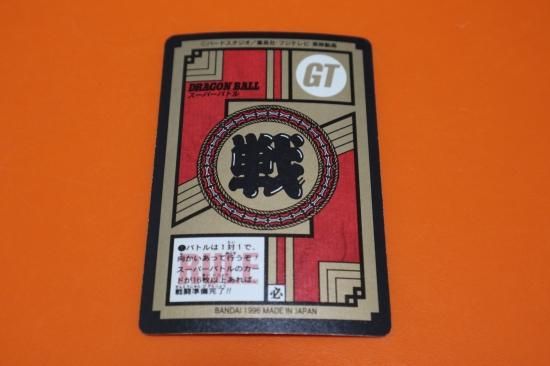 ©バードスタジオ/集英社・フジテレビ・東映動画
GT
DRAGON BALL
スーパーバトル
戦
❶バトルは1対1で、
向かいあって行うぞ
スーパーバトルのカー
ドが16枚以上あれば、
戦闘準備完了!!
必
BANDAI 1996 MADE IN JAPAN